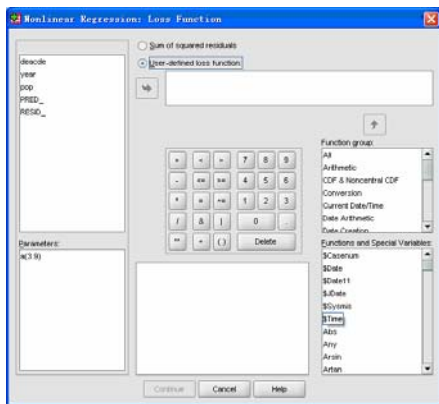 Nonlinear Regression: Loss Function
Sum of squared residuals
User-defined loss function:
deacde
year
pop
PRED_
RESID_
Function group:
All
Arithmetic
CDF & Noncentral CDF
Conversion
Current Date/Time
Date Arithmetic
Date Creation
+ < > 7 8 9
- <= >= 4 5 6
* = ~= 1 2 3
/ & | 0 .
** ~ ( ) Delete
Parameters:
a(3.9)
Functions and Special Variables:
$Casenum
$Date
$Date11
$JDate
$Sysmis
$Time
Abs
Any
Arsin
Artan
Continue Cancel Help